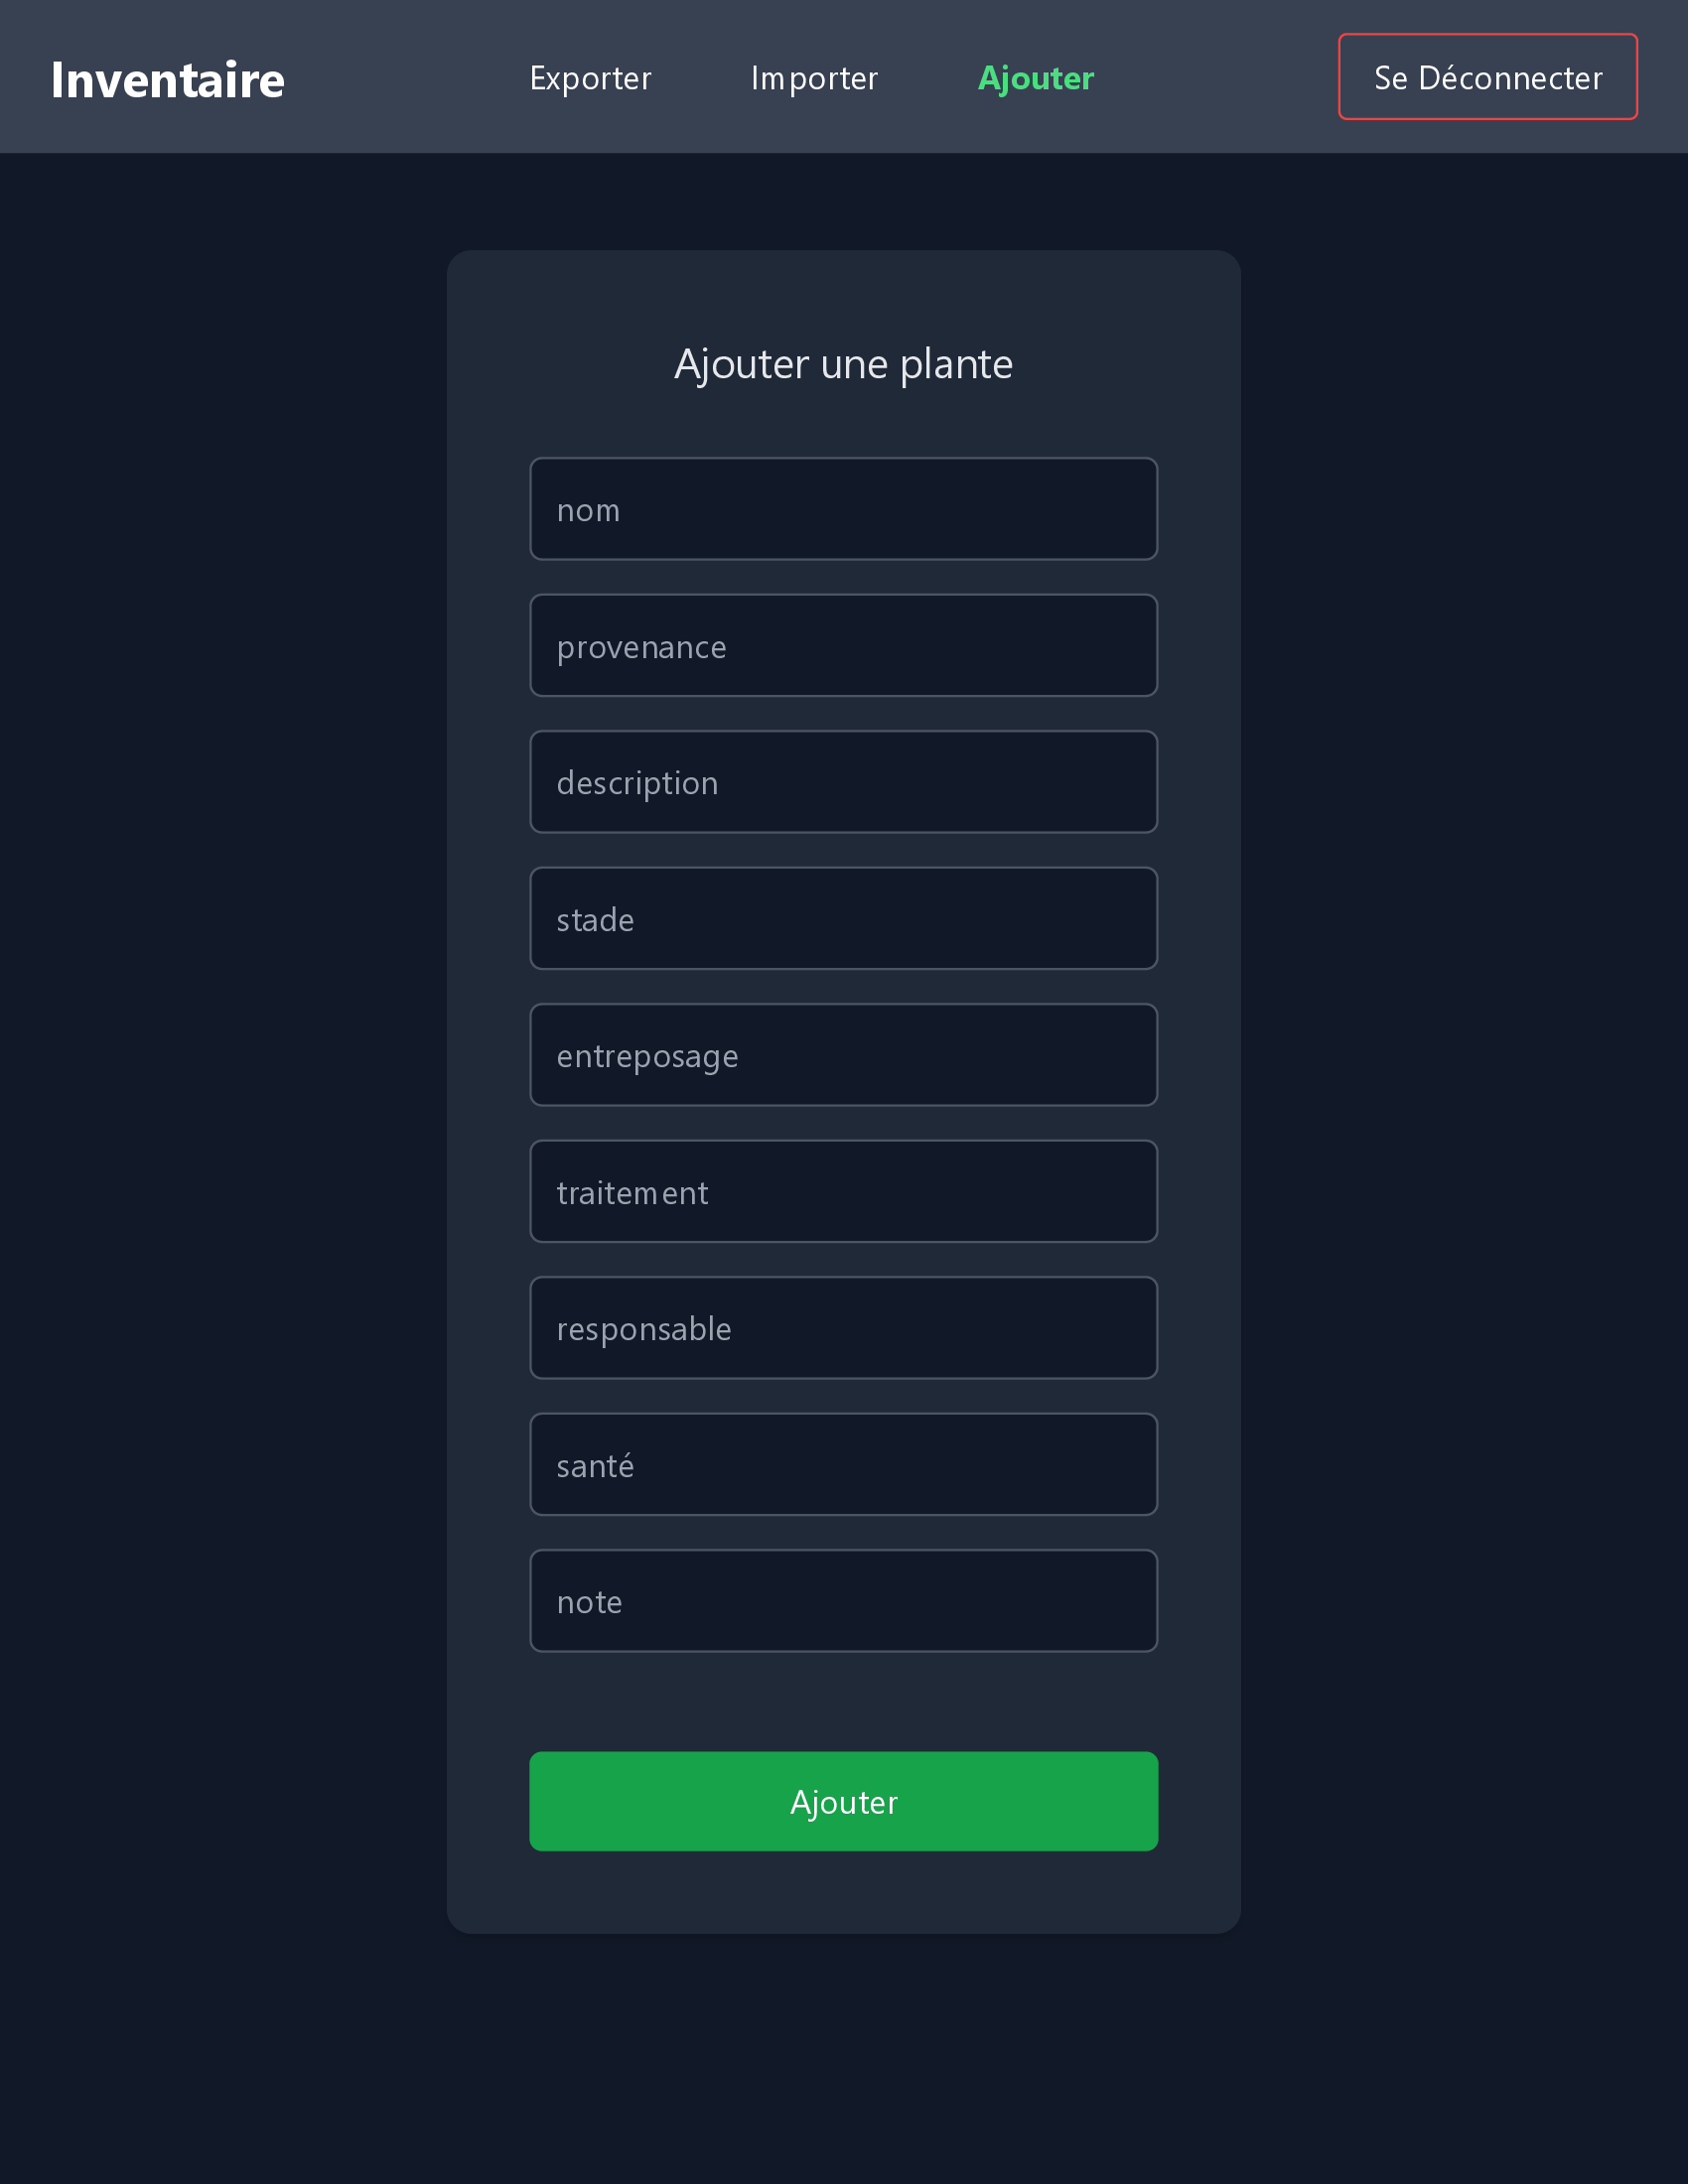 Inventaire
Exporter
Importer
Ajouter
Se Déconnecter
Ajouter une plante
nom
provenance
description
stade
entreposage
traitement
responsable
santé
note
Ajouter